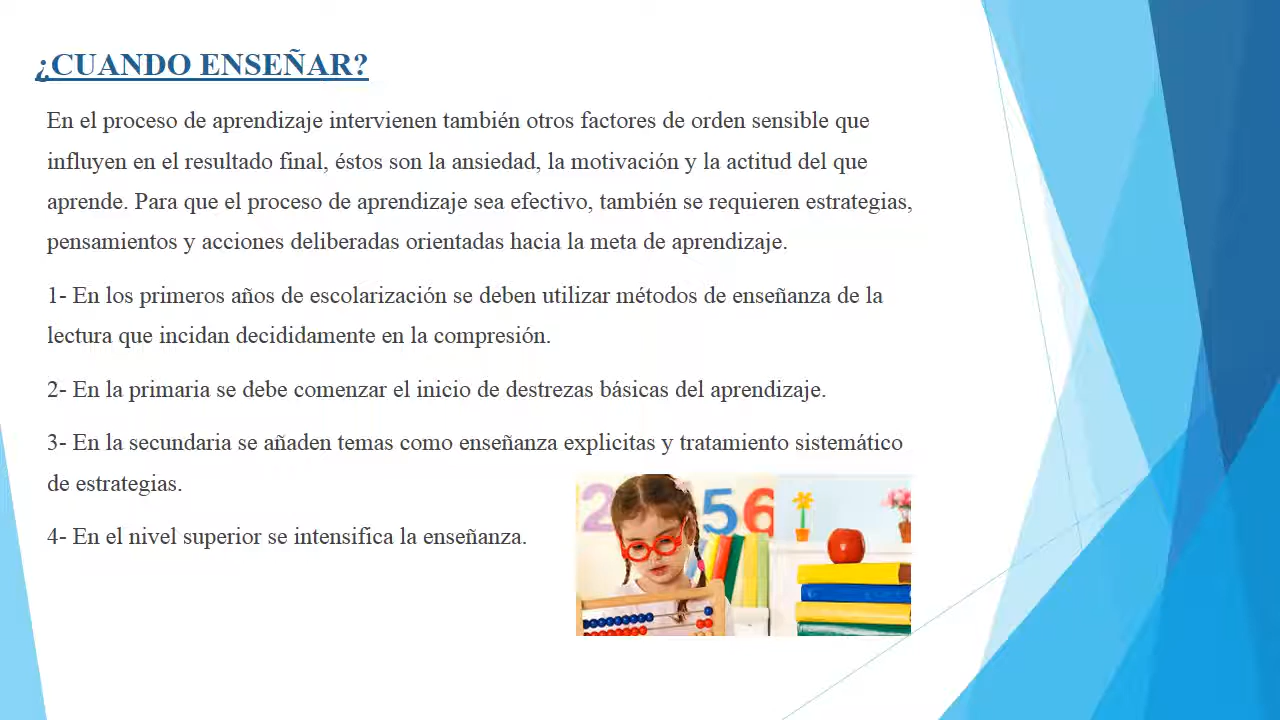 ¿CUANDO ENSEÑAR?
En el proceso de aprendizaje intervienen también otros factores de orden sensible que
influyen en el resultado final, éstos son la ansiedad, la motivación y la actitud del que
aprende. Para que el proceso de aprendizaje sea efectivo, también se requieren estrategias,
pensamientos y acciones deliberadas orientadas hacia la meta de aprendizaje.
1- En los primeros años de escolarización se deben utilizar métodos de enseñanza de la
lectura que incidan decididamente en la compresión.
2- En la primaria se debe comenzar el inicio de destrezas básicas del aprendizaje.
3- En la secundaria se añaden temas como enseñanza explicitas y tratamiento sistemático
de estrategias.
4- En el nivel superior se intensifica la enseñanza.
2 5 6